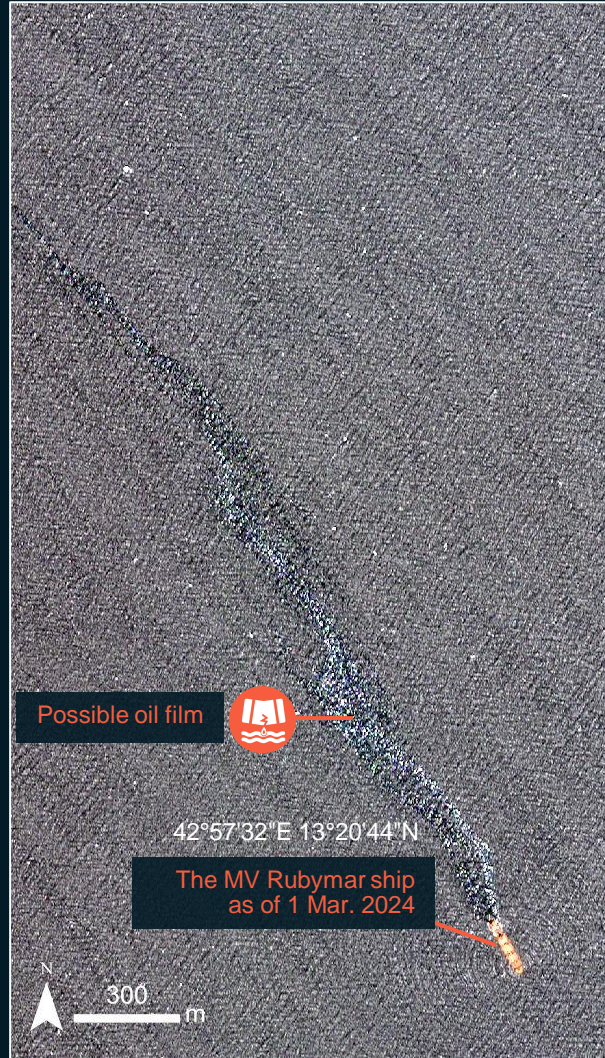 Possible oil film
42°57'32"E 13°20'44"N
The MV Rubymar ship
as of 1 Mar. 2024
N
300
m